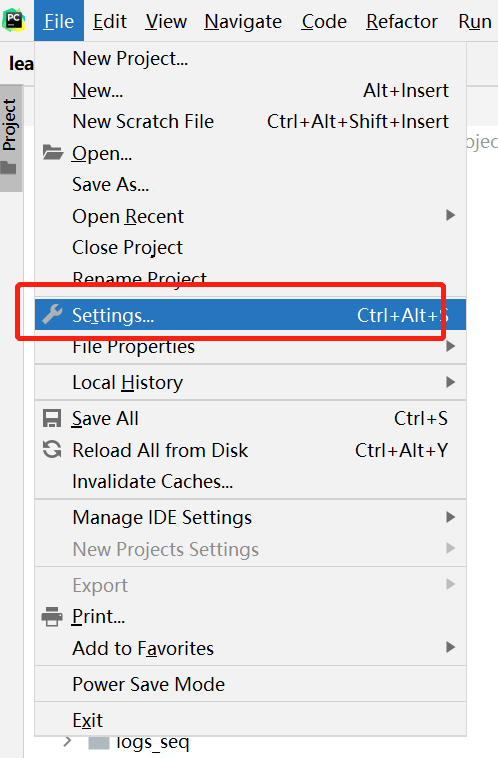 PC File Edit View Navigate Code Refactor Run
lea
New Project...
New... Alt+Insert
New Scratch File Ctrl+Alt+Shift+Insert
Project
Open...
ojec
Save As...
Open Recent
Close Project
Rename Project
Settings... Ctrl+Alt+S
File Properties
Local History
Save All Ctrl+S
Reload All from Disk Ctrl+Alt+Y
Invalidate Caches...
Manage IDE Settings
New Projects Settings
Export
Print...
Add to Favorites
Power Save Mode
Exit
logs_seq